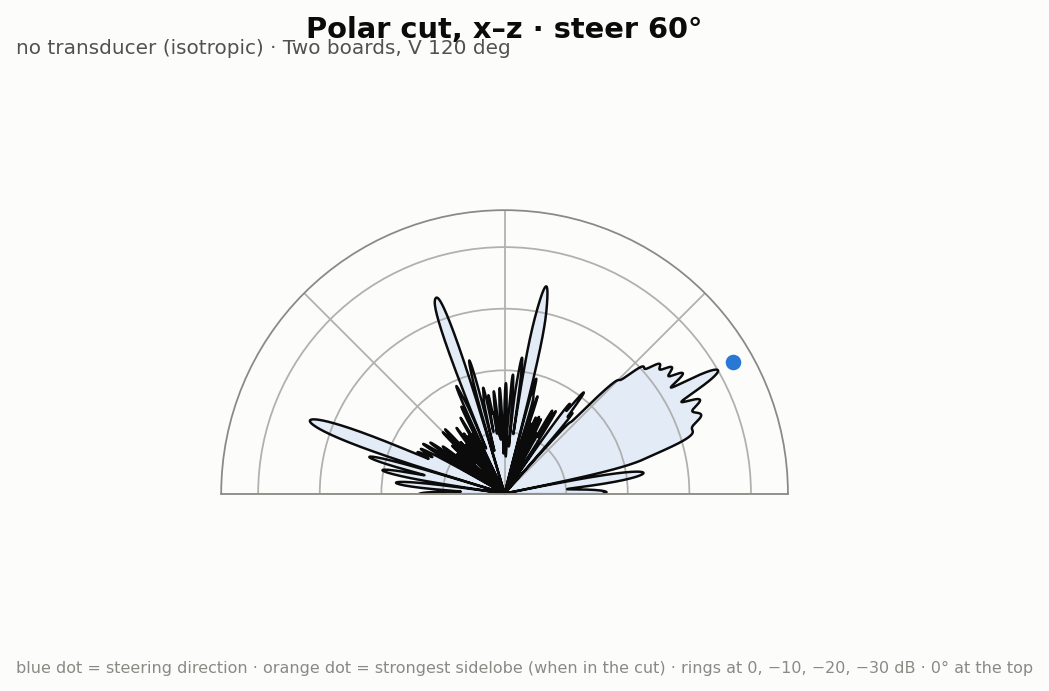 Polar cut, x–z · steer 60°
no transducer (isotropic) · Two boards, V 120 deg
blue dot = steering direction · orange dot = strongest sidelobe (when in the cut) · rings at 0, −10, −20, −30 dB · 0° at the top